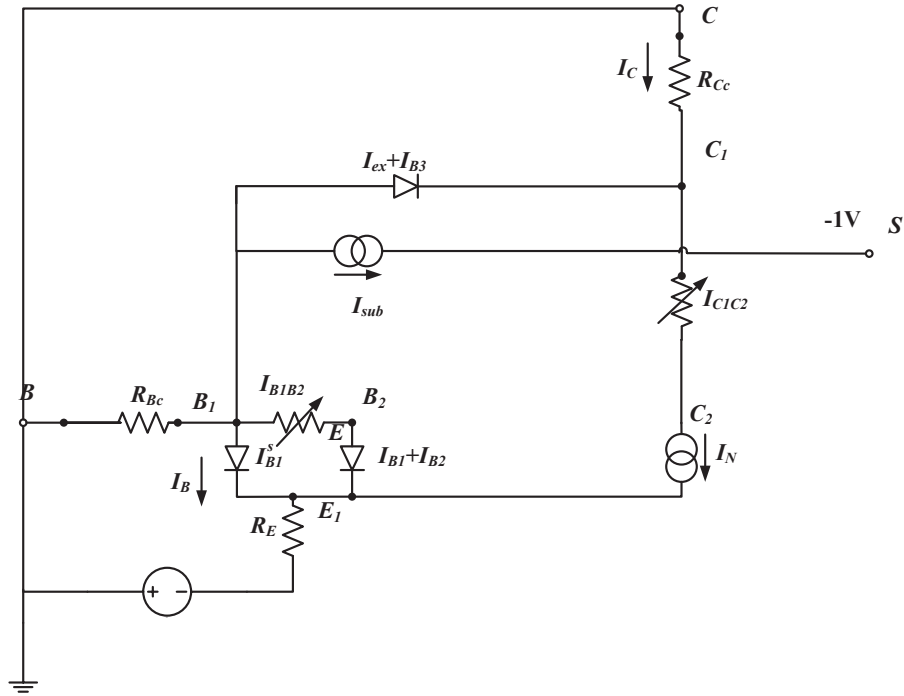 C
I_C
R_Cc
C_1
I_ex+I_B3
-1V S
I_sub
I_C1C2
B
R_Bc
B_1
I_B1B2
B_2
E
C_2
I_B1^s
I_B1+I_B2
I_N
I_B
E_1
R_E
+ -